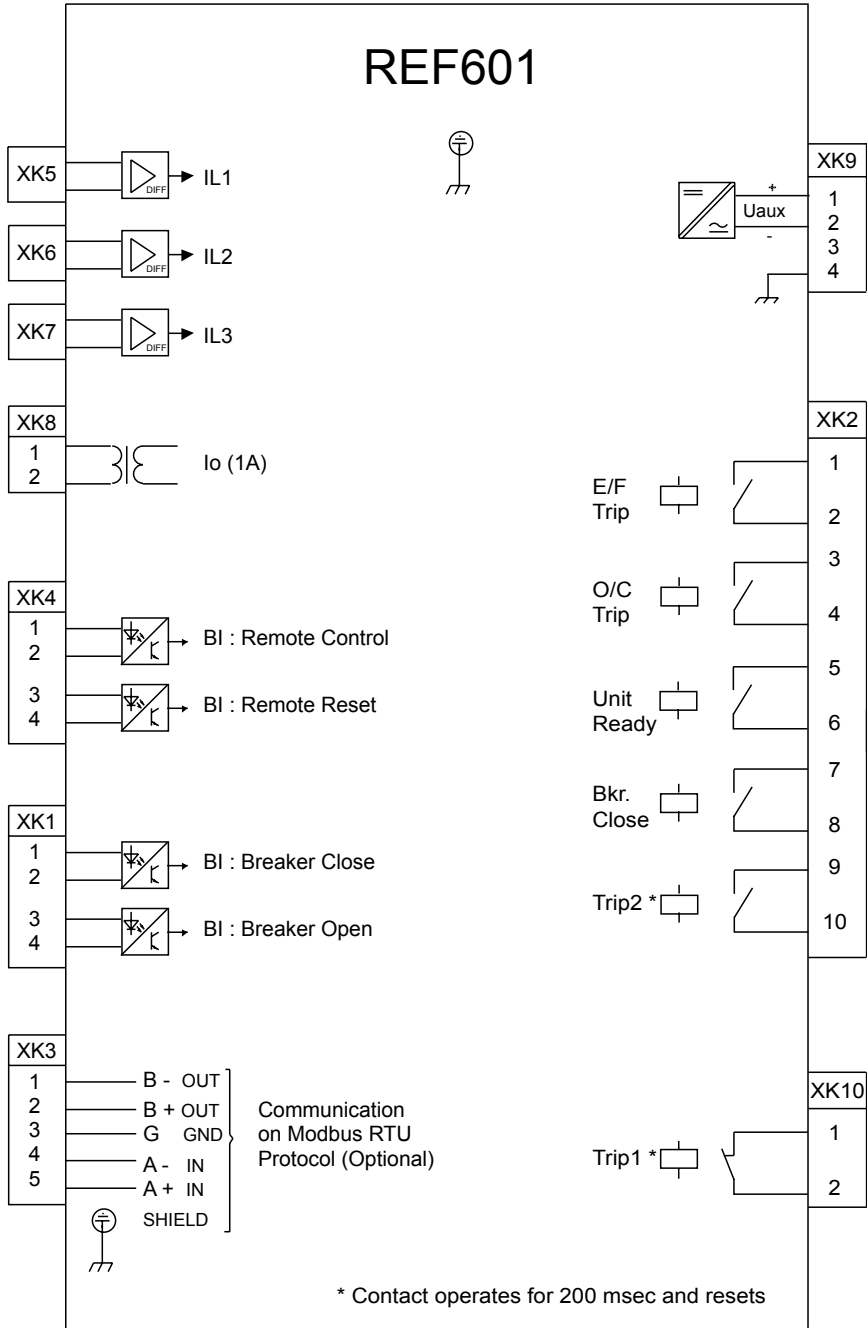 REF601
XK5
DIFF
IL1
XK6
DIFF
IL2
XK7
DIFF
IL3
XK8
1
2
Io (1A)
XK4
1
2
BI : Remote Control
3
4
BI : Remote Reset
XK1
1
2
BI : Breaker Close
3
4
BI : Breaker Open
XK3
1
B - OUT
2
B + OUT
3
G GND
4
A - IN
5
A + IN
SHIELD
Communication
on Modbus RTU
Protocol (Optional)
XK9
+
Uaux
-
1
2
3
4
XK2
E/F
Trip
1
2
O/C
Trip
3
4
Unit
Ready
5
6
Bkr.
Close
7
8
Trip2 *
9
10
XK10
Trip1 *
1
2
* Contact operates for 200 msec and resets